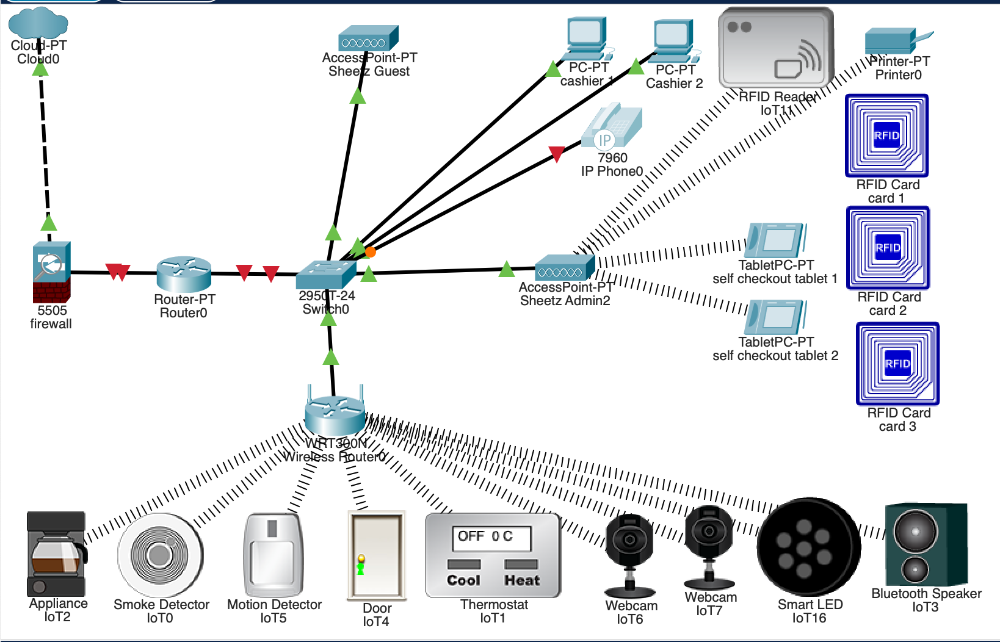 Cloud-PT
Cloud0
AccessPoint-PT
Sheetz Guest
PC-PT
cashier 1
PC-PT
Cashier 2
RFID Reader
IoT11
Printer-PT
Printer0
IP
7960
IP Phone0
RFID
RFID Card
card 1
5505
firewall
Router-PT
Router0
2950T-24
Switch0
AccessPoint-PT
Sheetz Admin2
TabletPC-PT
self checkout tablet 1
RFID
RFID Card
card 2
TabletPC-PT
self checkout tablet 2
RFID
RFID Card
card 3
WRT300N
Wireless Router0
OFF 0 C
Cool Heat
Appliance
IoT2
Smoke Detector
IoT0
Motion Detector
IoT5
Door
IoT4
Thermostat
IoT1
Webcam
IoT6
Webcam
IoT7
Smart LED
IoT16
Bluetooth Speaker
IoT3